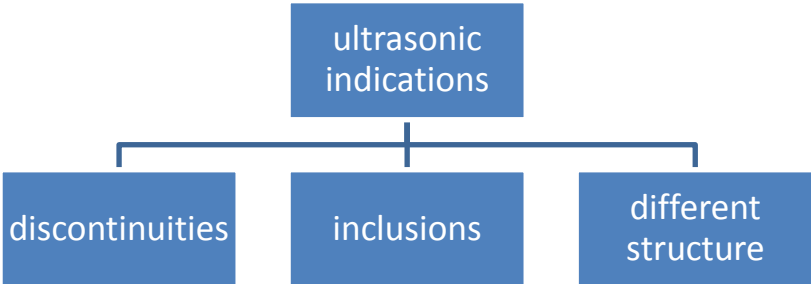 ultrasonic
indications
discontinuities
inclusions
different
structure